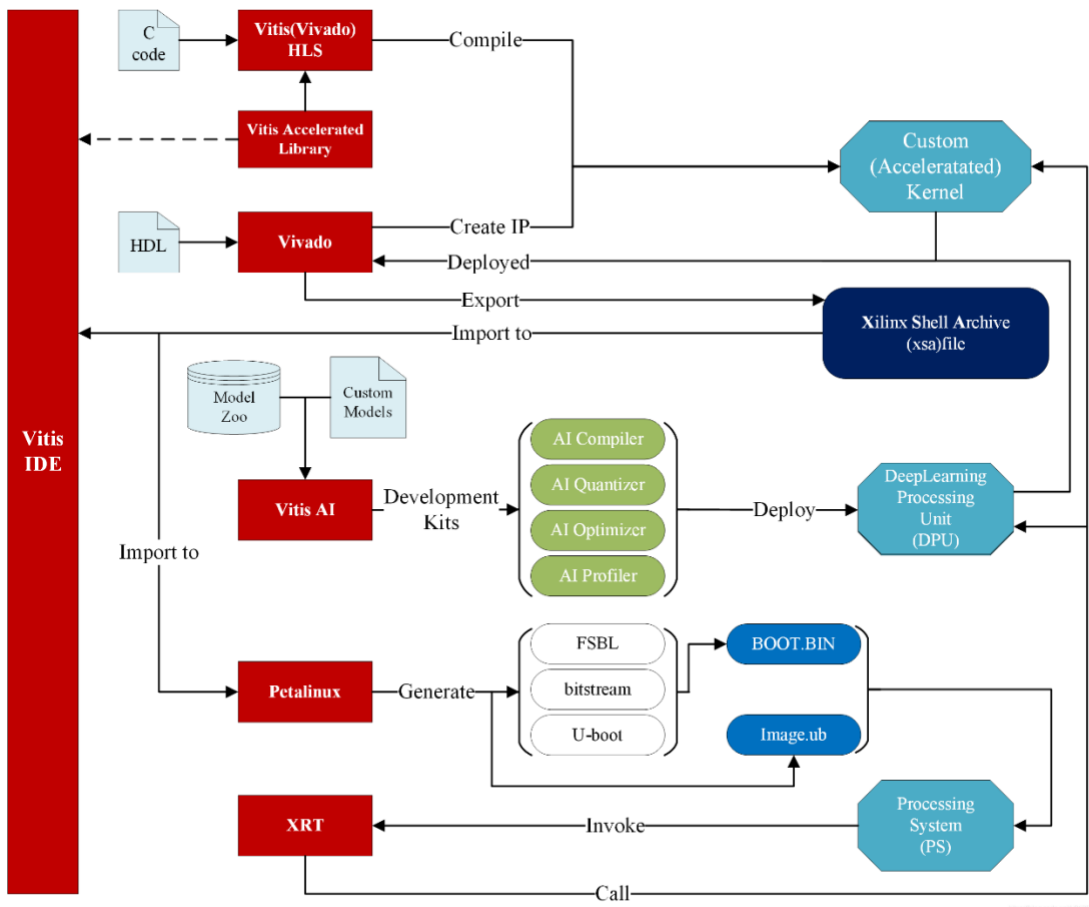 C
code
Vitis(Vivado)
HLS
Compile
Vitis Accelerated
Library
Custom
(Acceleratated)
Kernel
HDL
Vivado
Create IP
Deployed
Export
Xilinx Shell Archive
(xsa)file
Import to
Model
Zoo
Custom
Models
Vitis
IDE
AI Compiler
AI Quantizer
AI Optimizer
AI Profiler
Vitis AI
Development
Kits
Deploy
DeepLearning
Processing
Unit
(DPU)
Import to
FSBL
bitstream
U-boot
BOOT.BIN
Image.ub
Petalinux
Generate
XRT
Invoke
Processing
System
(PS)
Call